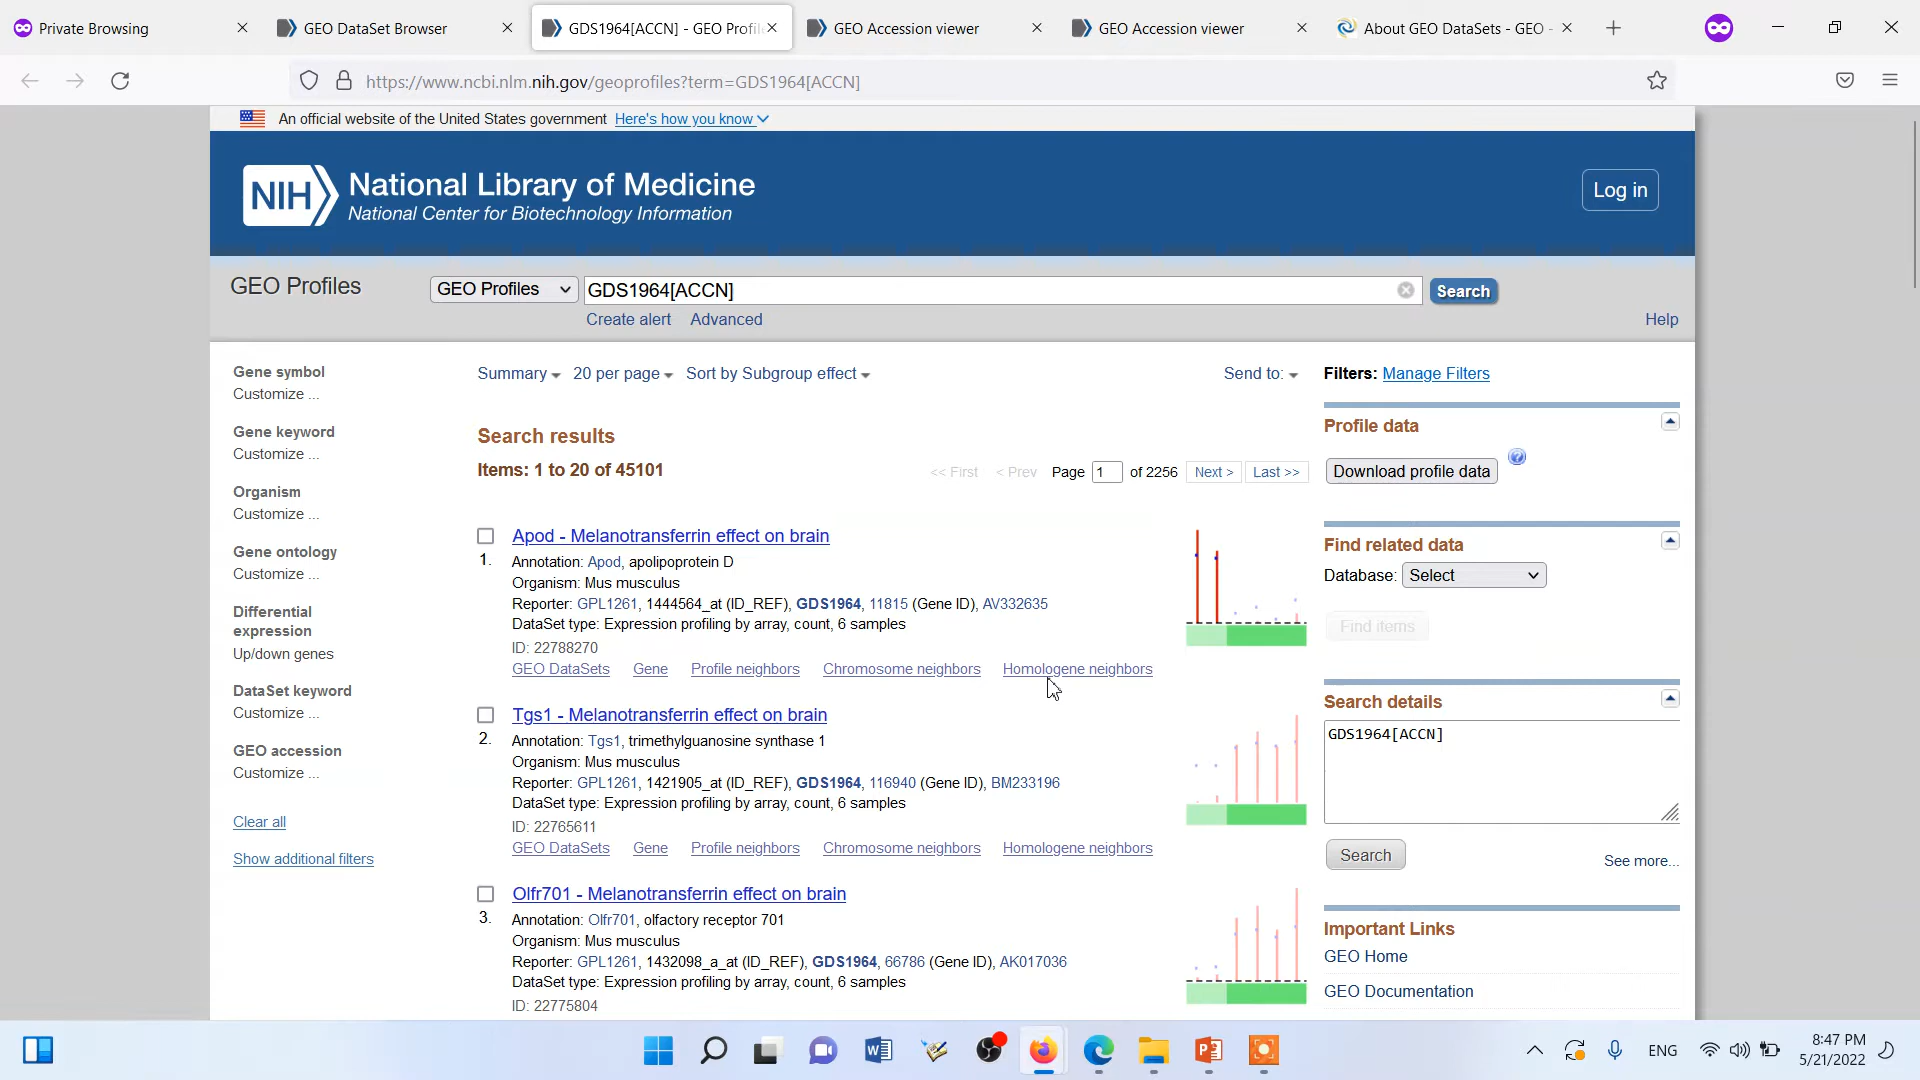 Private Browsing
GEO DataSet Browser
GDS1964[ACCN] - GEO Profil
GEO Accession viewer
GEO Accession viewer
About GEO DataSets - GEO -
https://www.ncbi.nlm.nih.gov/geoprofiles?term=GDS1964[ACCN]
An official website of the United States government Here's how you know
NIH National Library of Medicine
National Center for Biotechnology Information
Log in
GEO Profiles
GEO Profiles
GDS1964[ACCN]
Search
Create alert Advanced
Help
Gene symbol
Customize ...
Gene keyword
Customize ...
Organism
Customize ...
Gene ontology
Customize ...
Differential
expression
Up/down genes
DataSet keyword
Customize ...
GEO accession
Customize ...
Clear all
Show additional filters
Summary 20 per page Sort by Subgroup effect
Send to:
Search results
Items: 1 to 20 of 45101
<< First < Prev Page 1 of 2256 Next > Last >>
Apod - Melanotransferrin effect on brain
1. Annotation: Apod, apolipoprotein D
Organism: Mus musculus
Reporter: GPL1261, 1444564_at (ID_REF), GDS1964, 11815 (Gene ID), AV332635
DataSet type: Expression profiling by array, count, 6 samples
ID: 22788270
GEO DataSets Gene Profile neighbors Chromosome neighbors Homologene neighbors
Tgs1 - Melanotransferrin effect on brain
2. Annotation: Tgs1, trimethylguanosine synthase 1
Organism: Mus musculus
Reporter: GPL1261, 1421905_at (ID_REF), GDS1964, 116940 (Gene ID), BM233196
DataSet type: Expression profiling by array, count, 6 samples
ID: 22765611
GEO DataSets Gene Profile neighbors Chromosome neighbors Homologene neighbors
Olfr701 - Melanotransferrin effect on brain
3. Annotation: Olfr701, olfactory receptor 701
Organism: Mus musculus
Reporter: GPL1261, 1432098_a_at (ID_REF), GDS1964, 66786 (Gene ID), AK017036
DataSet type: Expression profiling by array, count, 6 samples
ID: 22775804
Filters: Manage Filters
Profile data
Download profile data
Find related data
Database: Select
Find items
Search details
GDS1964[ACCN]
Search
See more...
Important Links
GEO Home
GEO Documentation
ENG
8:47 PM
5/21/2022